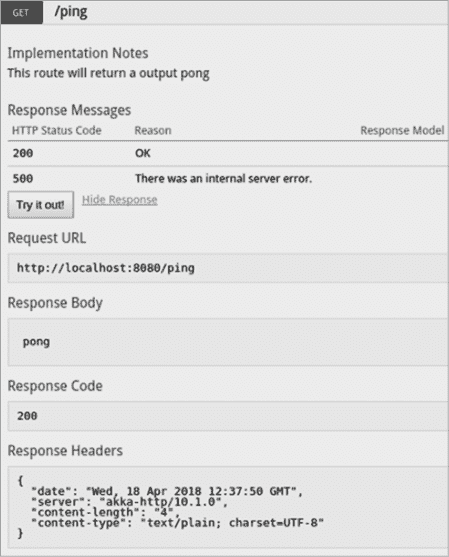 GET /ping
Implementation Notes
This route will return a output pong
Response Messages
HTTP Status Code Reason Response Model
200 OK
500 There was an internal server error.
Try it out! Hide Response
Request URL
http://localhost:8080/ping
Response Body
pong
Response Code
200
Response Headers
{
"date": "Wed, 18 Apr 2018 12:37:50 GMT",
"server": "akka-http/10.1.0",
"content-length": "4",
"content-type": "text/plain; charset=UTF-8"
}